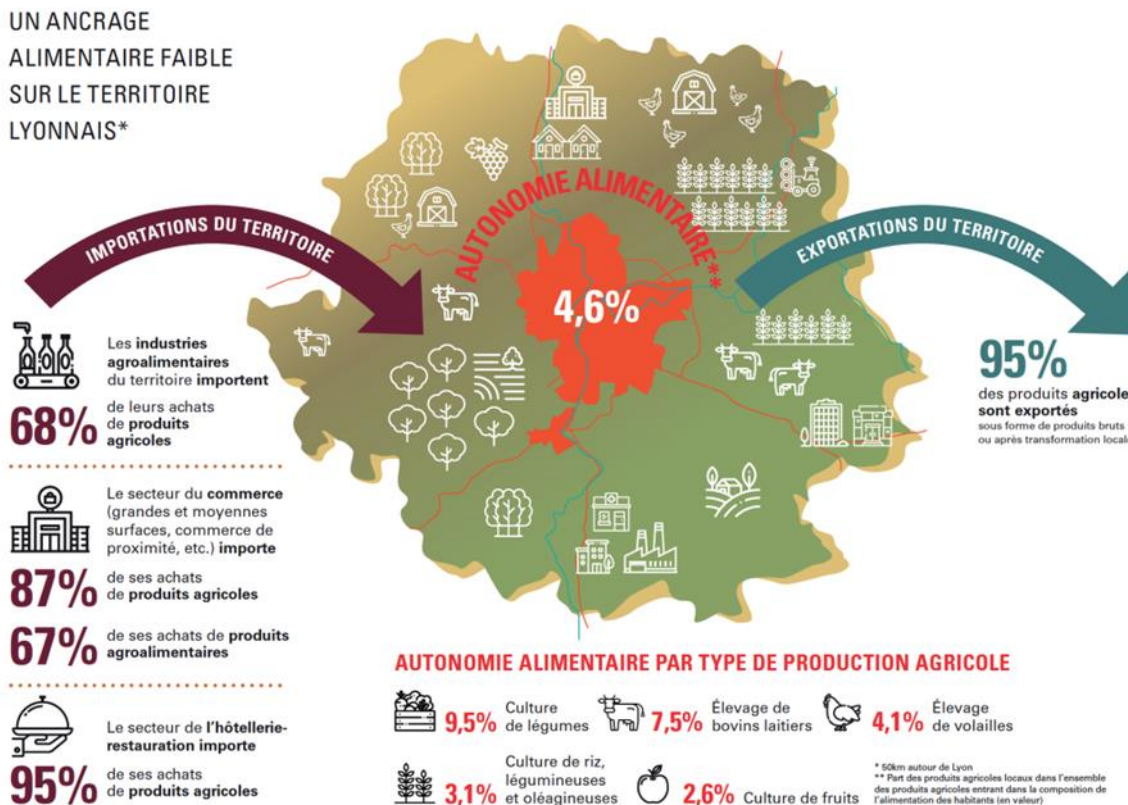 UN ANCRAGE
ALIMENTAIRE FAIBLE
SUR LE TERRITOIRE
LYONNAIS*
IMPORTATIONS DU TERRITOIRE
AUTONOMIE ALIMENTAIRE**
4,6%
EXPORTATIONS DU TERRITOIRE
Les industries
agroalimentaires
du territoire importent
68% de leurs achats
de produits
agricoles
Le secteur du commerce
(grandes et moyennes
surfaces, commerce de
proximité, etc.) importe
87% de ses achats
de produits agricoles
67% de ses achats de produits
agroalimentaires
Le secteur de l'hôtellerie-
restauration importe
95% de ses achats
de produits agricoles
95%
des produits agricole
sont exportés
sous forme de produits bruts
ou après transformation locale
AUTONOMIE ALIMENTAIRE PAR TYPE DE PRODUCTION AGRICOLE
9,5% Culture
de légumes
7,5% Élevage de
bovins laitiers
4,1% Élevage
de volailles
3,1% Culture de riz,
légumineuses
et oléagineuses
2,6% Culture de fruits
* 50km autour de Lyon
** Part des produits agricoles locaux dans l'ensemble
des produits agricoles entrant dans la composition de
l'alimentation des habitants (en valeur)